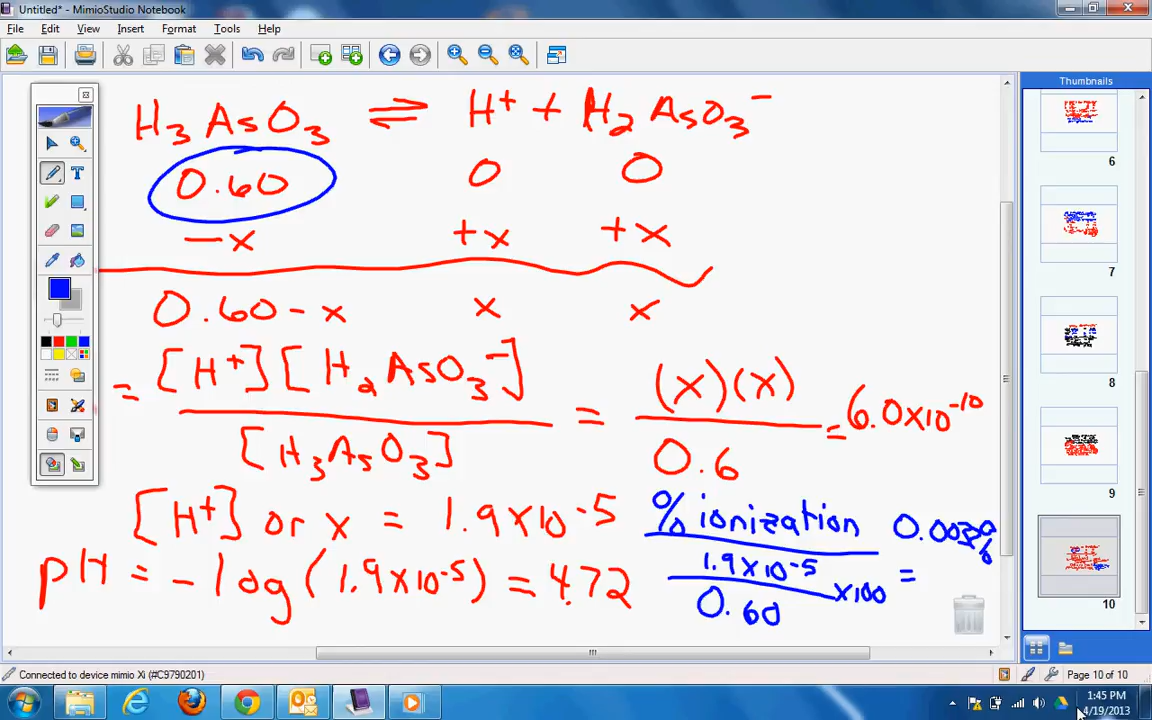 Untitled* - MimioStudio Notebook
File Edit View Insert Format Tools Help
Thumbnails
H₃AsO₃ ⇌ H⁺ + H₂AsO₃⁻
0.60 0 0
-x +x +x
0.60-x x x
= [H⁺][H₂AsO₃⁻] / [H₃AsO₃] = (x)(x) / 0.6 = 6.0x10⁻¹⁰
[H⁺] or x = 1.9x10⁻⁵
pH = -log(1.9x10⁻⁵) = 4.72
% ionization
1.9x10⁻⁵ / 0.60 x100 =
6
7
8
9
10
Connected to device mimio Xi (#C9790201)
Page 10 of 10
1:45 PM
4/19/2013